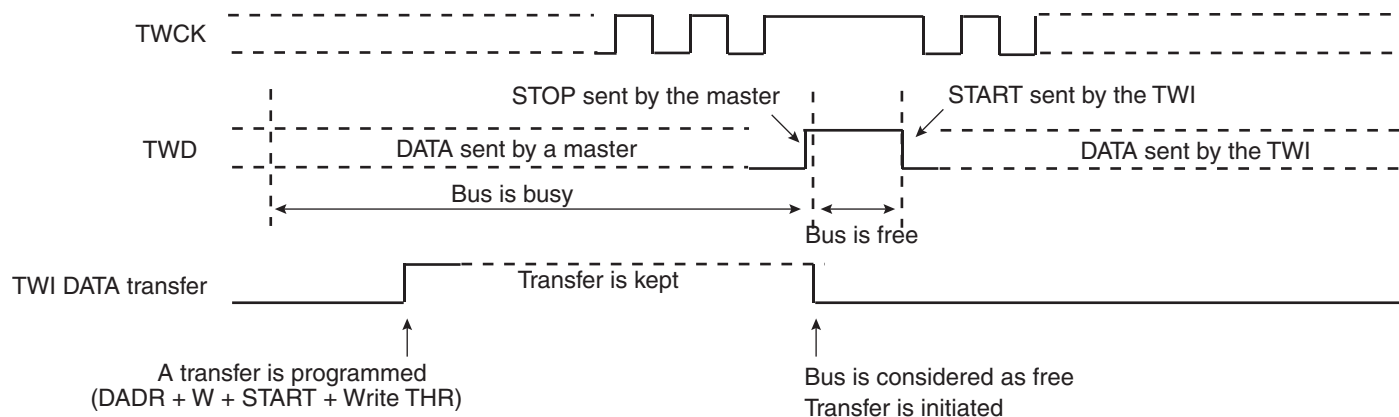 TWCK
STOP sent by the master
START sent by the TWI
TWD
DATA sent by a master
DATA sent by the TWI
Bus is busy
Bus is free
TWI DATA transfer
Transfer is kept
A transfer is programmed
(DADR + W + START + Write THR)
Bus is considered as free
Transfer is initiated